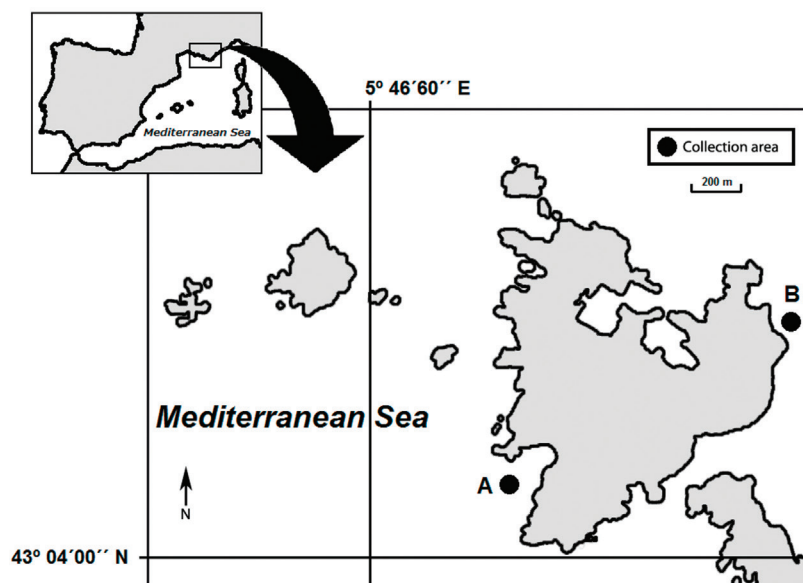 5º 46´60´´ E
Mediterranean Sea
Collection area
200 m
B
Mediterranean Sea
A
N
43º 04´00´´ N